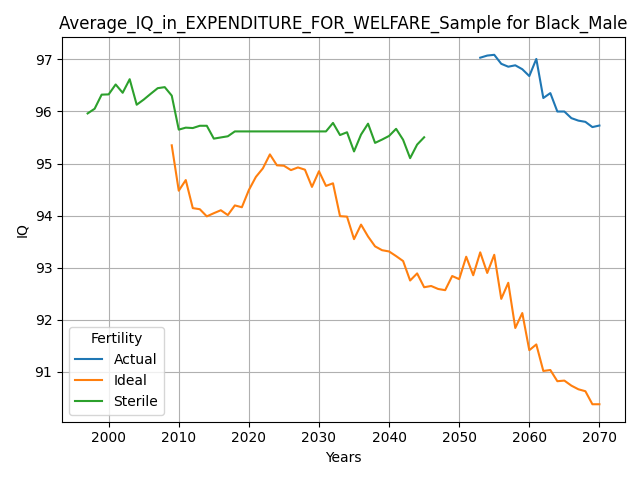 Average_IQ_in_EXPENDITURE_FOR_WELFARE_Sample for Black_Male
97
96
95
94
93
92
91
IQ
Fertility
Actual
Ideal
Sterile
2000 2010 2020 2030 2040 2050 2060 2070
Years